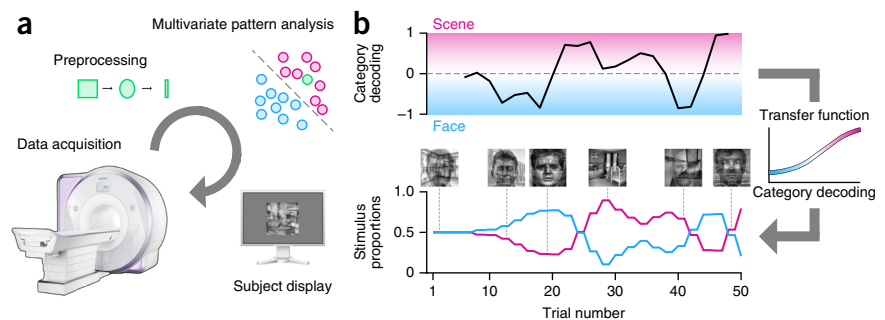 a
Multivariate pattern analysis
Preprocessing
Data acquisition
Subject display
b
Scene
1
0
−1
Category
decoding
Face
Transfer function
Category decoding
1.0
0.5
0
Stimulus
proportions
1
10
20
30
40
50
Trial number